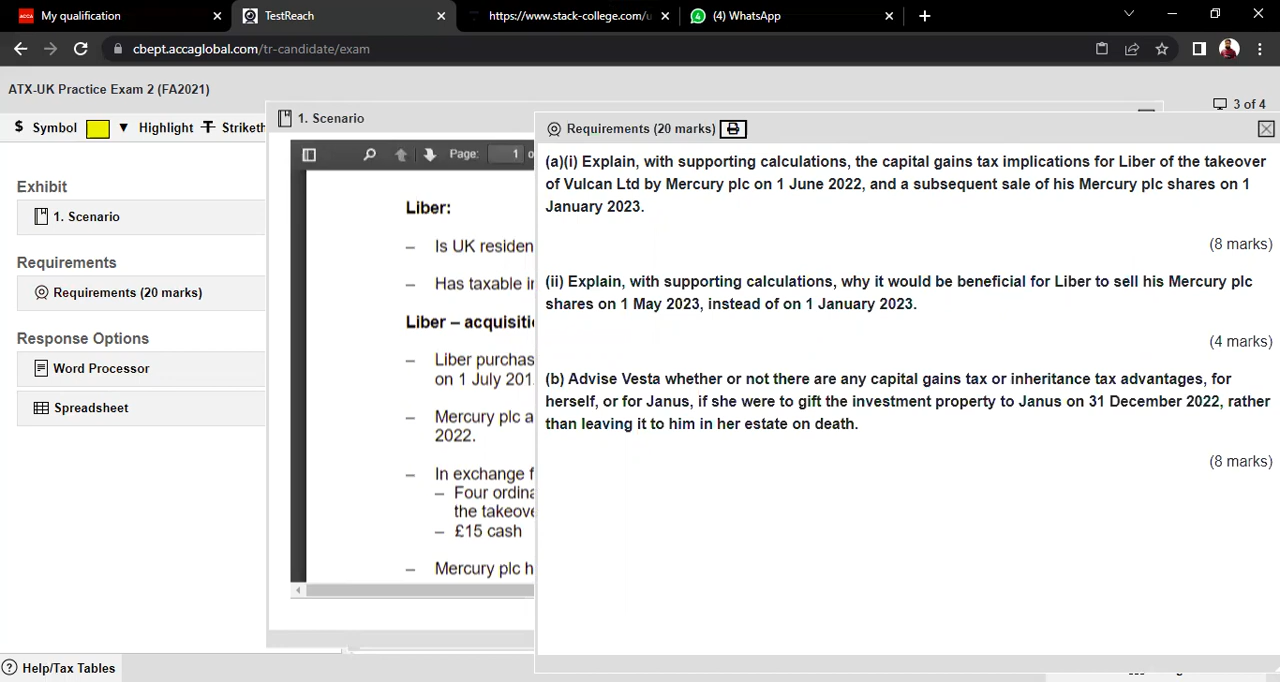 My qualification
TestReach
https://www.stack-college.com/u
(4) WhatsApp
cbept.accaglobal.com/tr-candidate/exam
ATX-UK Practice Exam 2 (FA2021)
3 of 4
$ Symbol
Highlight
Striketh
Exhibit
1. Scenario
Requirements
Requirements (20 marks)
Response Options
Word Processor
Spreadsheet
Help/Tax Tables
1. Scenario
Page: 1 o
Liber:
– Is UK residen
– Has taxable i
Liber – acquisiti
– Liber purchas
on 1 July 201
– Mercury plc a
2022.
– In exchange f
– Four ordina
the takeove
– £15 cash
– Mercury plc h
Requirements (20 marks)
(a)(i) Explain, with supporting calculations, the capital gains tax implications for Liber of the takeover
of Vulcan Ltd by Mercury plc on 1 June 2022, and a subsequent sale of his Mercury plc shares on 1
January 2023.
(8 marks)
(ii) Explain, with supporting calculations, why it would be beneficial for Liber to sell his Mercury plc
shares on 1 May 2023, instead of on 1 January 2023.
(4 marks)
(b) Advise Vesta whether or not there are any capital gains tax or inheritance tax advantages, for
herself, or for Janus, if she were to gift the investment property to Janus on 31 December 2022, rather
than leaving it to him in her estate on death.
(8 marks)